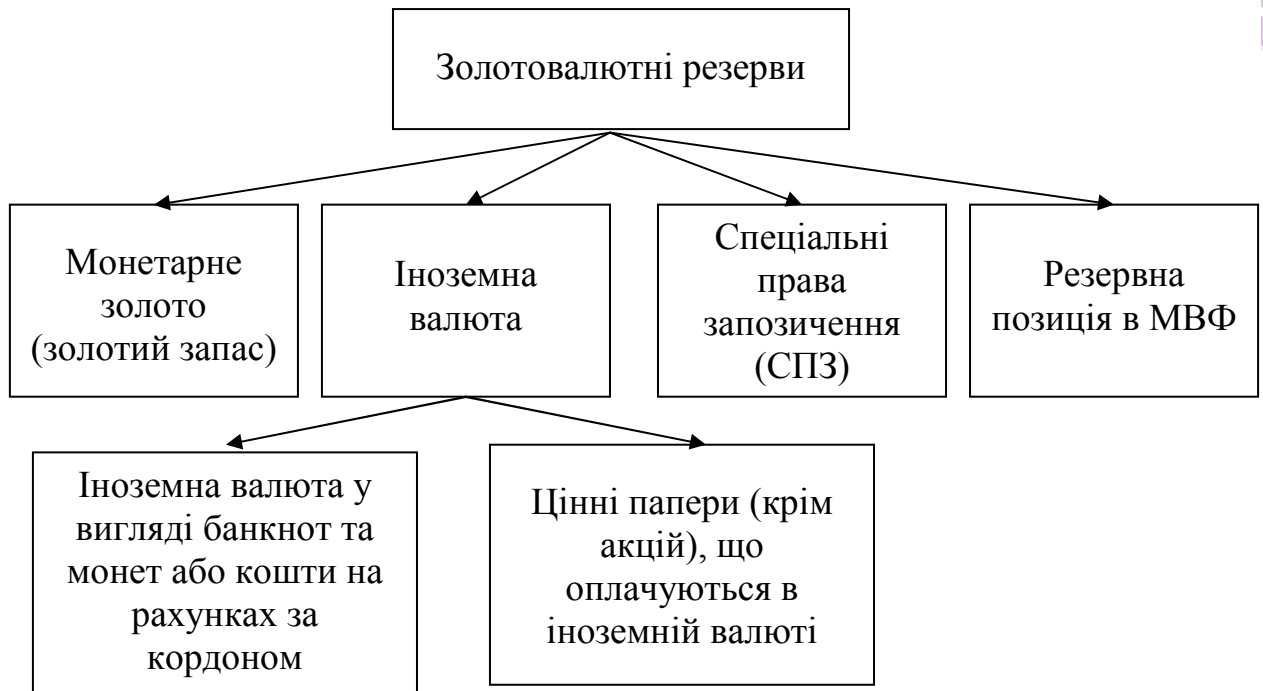 Золотовалютні резерви
Монетарне
золото
(золотий запас)
Іноземна
валюта
Спеціальні
права
запозичення
(СПЗ)
Резервна
позиція в МВФ
Іноземна валюта у
вигляді банкнот та
монет або кошти на
рахунках за
кордоном
Цінні папери (крім
акцій), що
оплачуються в
іноземній валюті